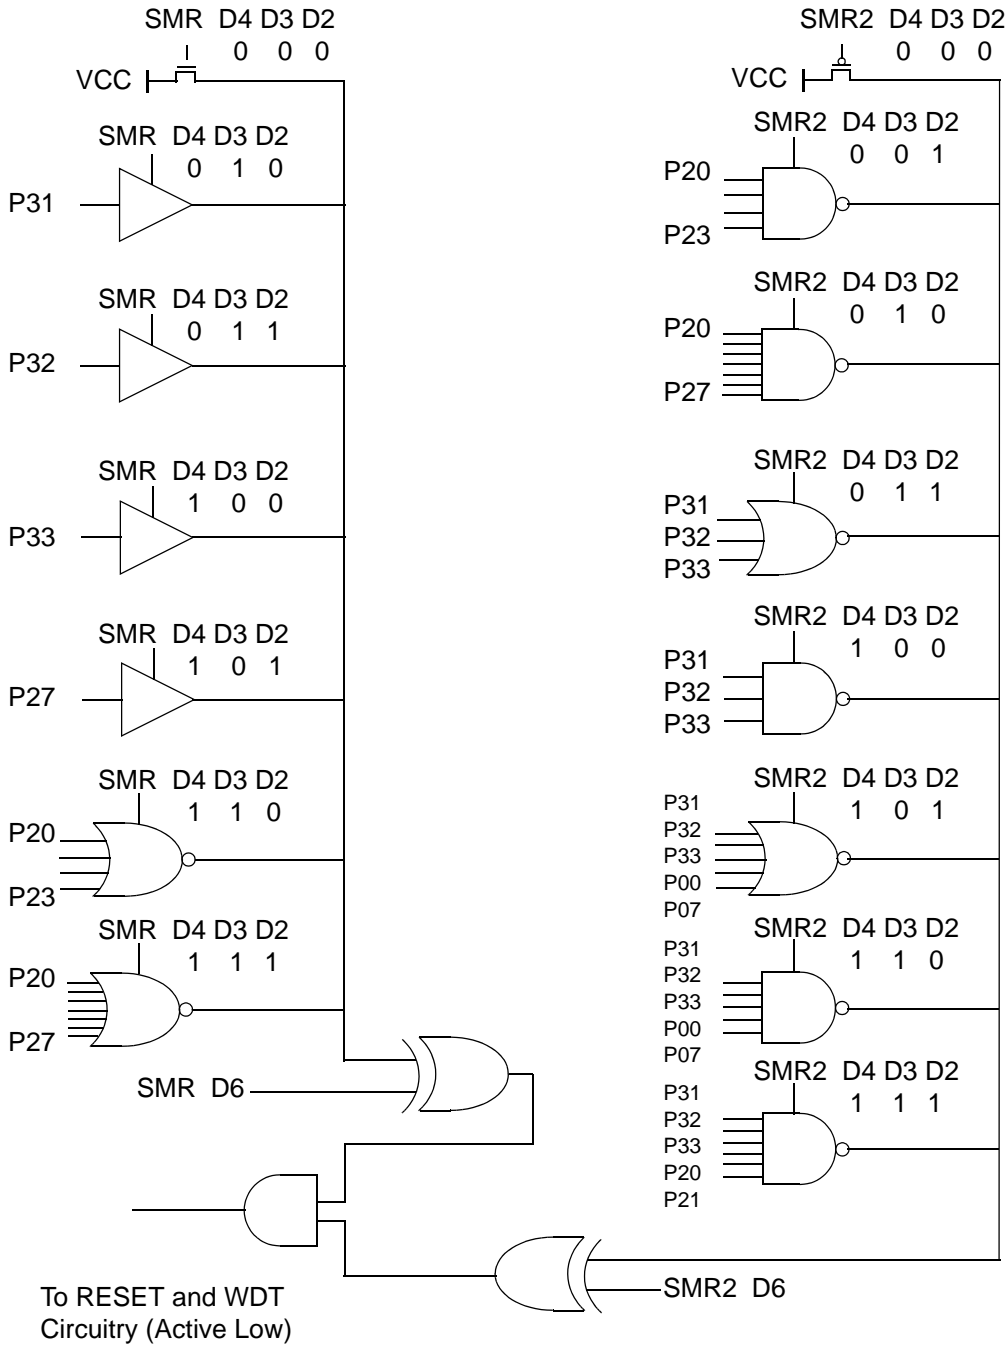 SMR D4 D3 D2
0 0 0
VCC
SMR D4 D3 D2
0 1 0
P31
SMR D4 D3 D2
0 1 1
P32
SMR D4 D3 D2
1 0 0
P33
SMR D4 D3 D2
1 0 1
P27
SMR D4 D3 D2
1 1 0
P20
P23
SMR D4 D3 D2
1 1 1
P20
P27
SMR D6
To RESET and WDT
Circuitry (Active Low)
SMR2 D4 D3 D2
0 0 0
VCC
SMR2 D4 D3 D2
0 0 1
P20
P23
SMR2 D4 D3 D2
0 1 0
P20
P27
SMR2 D4 D3 D2
0 1 1
P31
P32
P33
SMR2 D4 D3 D2
1 0 0
P31
P32
P33
SMR2 D4 D3 D2
1 0 1
P31
P32
P33
P00
P07
SMR2 D4 D3 D2
1 1 0
P31
P32
P33
P00
P07
SMR2 D4 D3 D2
1 1 1
P31
P32
P33
P20
P21
SMR2 D6